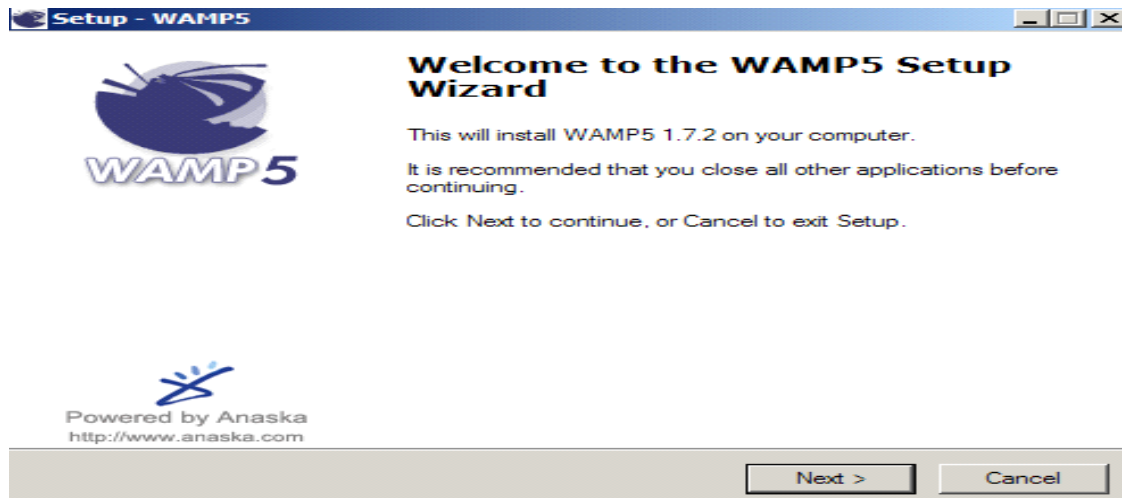 Setup - WAMP5
WAMP5
Welcome to the WAMP5 Setup
Wizard
This will install WAMP5 1.7.2 on your computer.
It is recommended that you close all other applications before
continuing.
Click Next to continue, or Cancel to exit Setup.
Powered by Anaska
http://www.anaska.com
Next >
Cancel